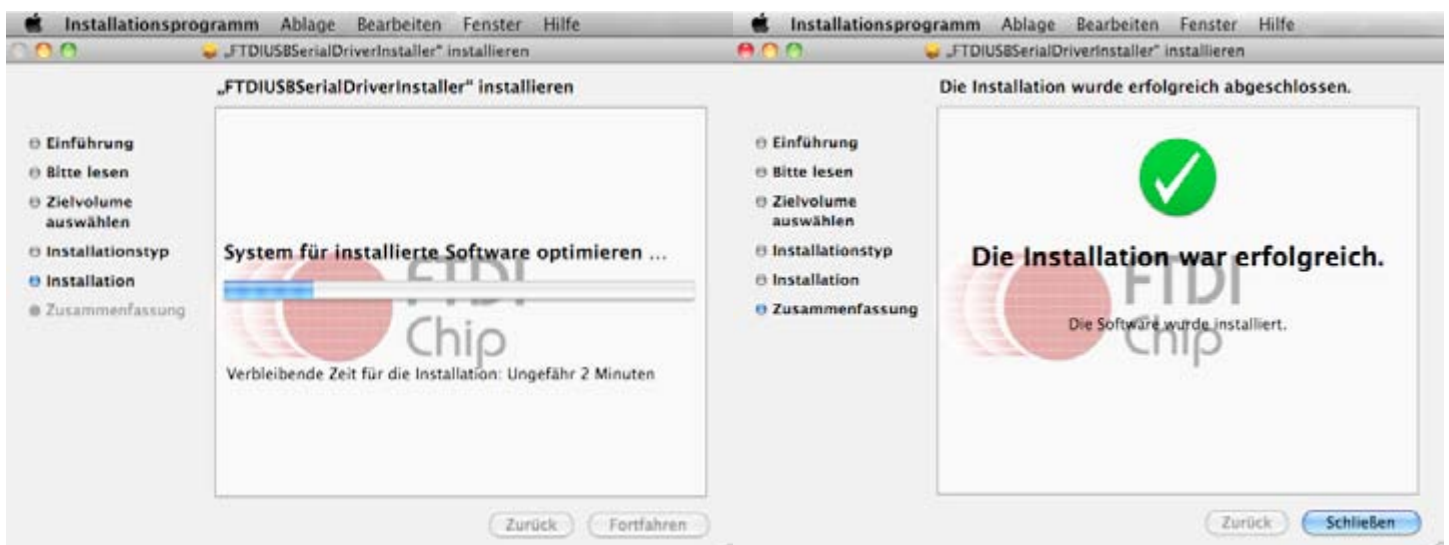 Installationsprogramm Ablage Bearbeiten Fenster Hilfe
„FTDIUSBSerialDriverInstaller“ installieren
„FTDIUSBSerialDriverInstaller“ installieren
Einführung
Bitte lesen
Zielvolume
auswählen
Installationstyp
Installation
Zusammenfassung
System für installierte Software optimieren ...
FTDI
Chip
Verbleibende Zeit für die Installation: Ungefähr 2 Minuten
Zurück Fortfahren
Installationsprogramm Ablage Bearbeiten Fenster Hilfe
„FTDIUSBSerialDriverInstaller“ installieren
Die Installation wurde erfolgreich abgeschlossen.
Einführung
Bitte lesen
Zielvolume
auswählen
Installationstyp
Installation
Zusammenfassung
Die Installation war erfolgreich.
FTDI
Die Software wurde installiert.
Chip
Zurück Schließen